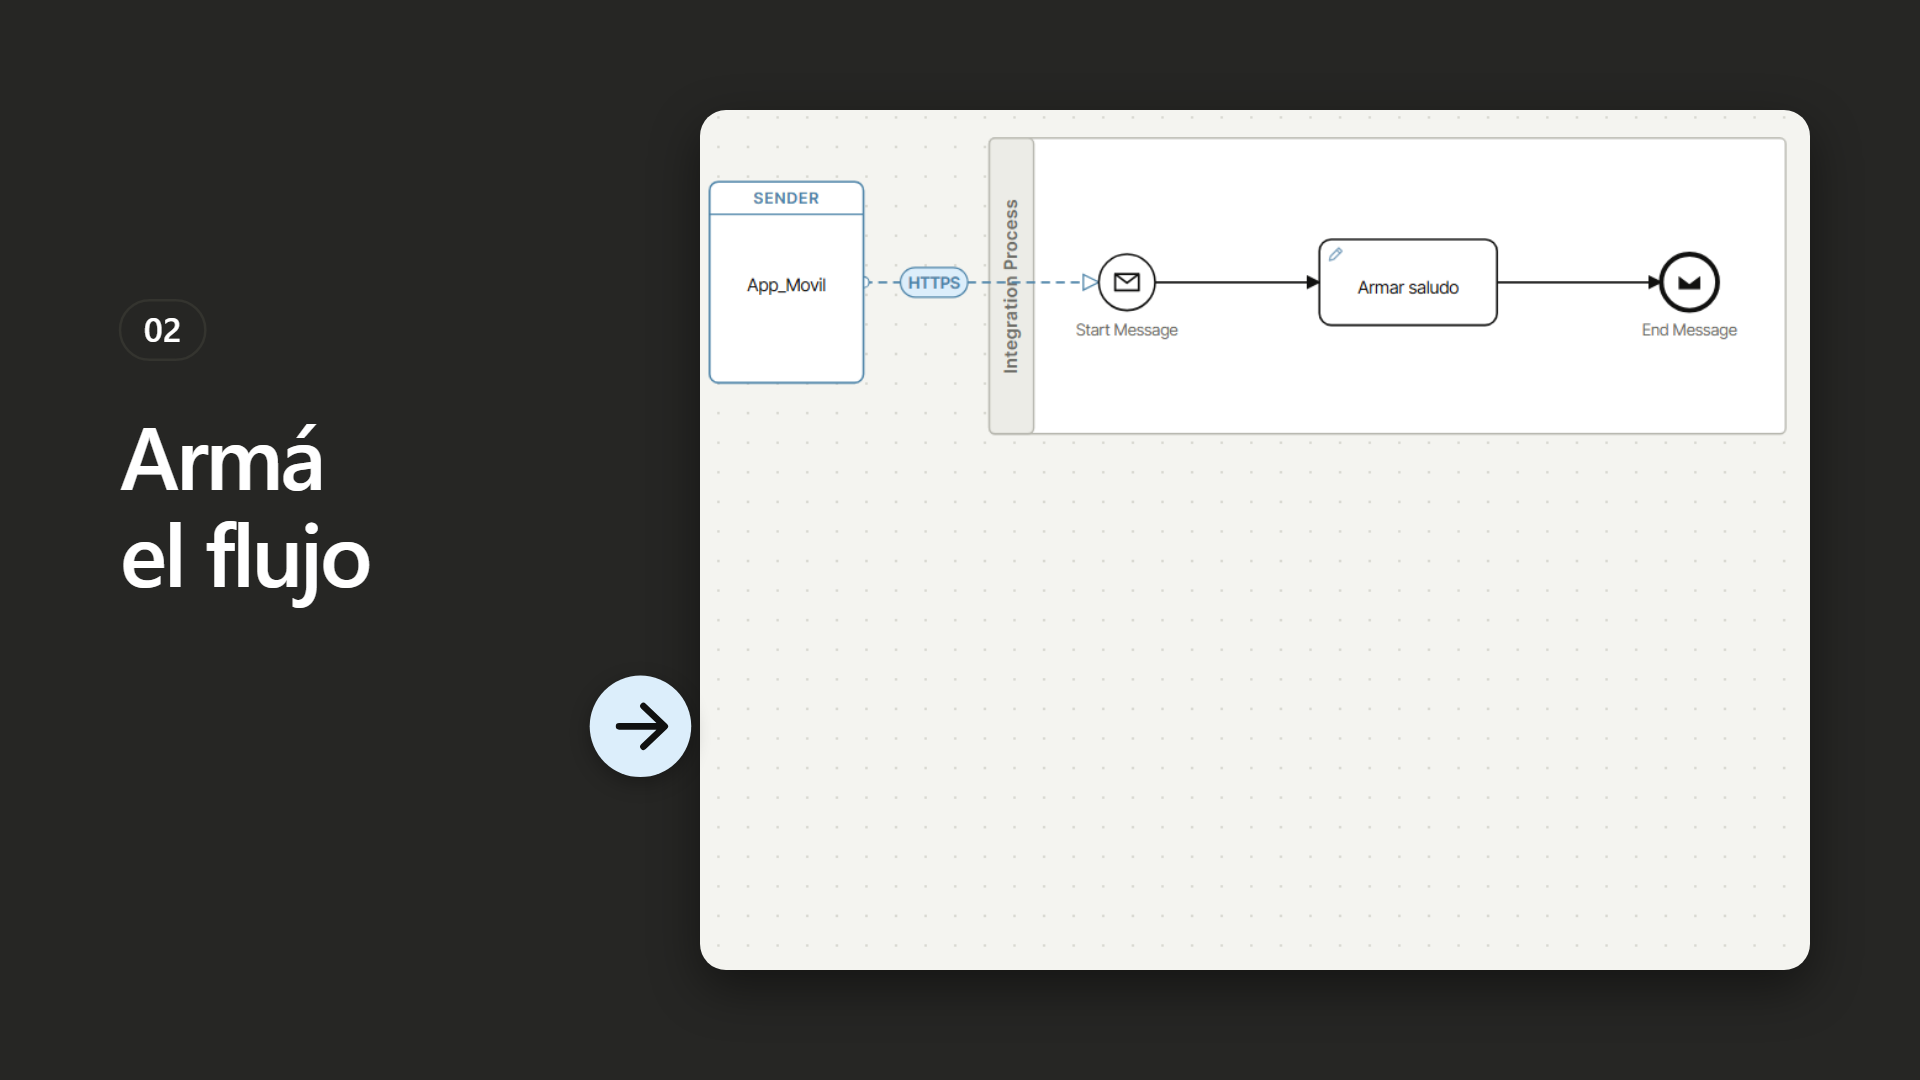 02
Armá
el flujo
SENDER
App_Movil
HTTPS
Integration Process
Start Message
Armar saludo
End Message